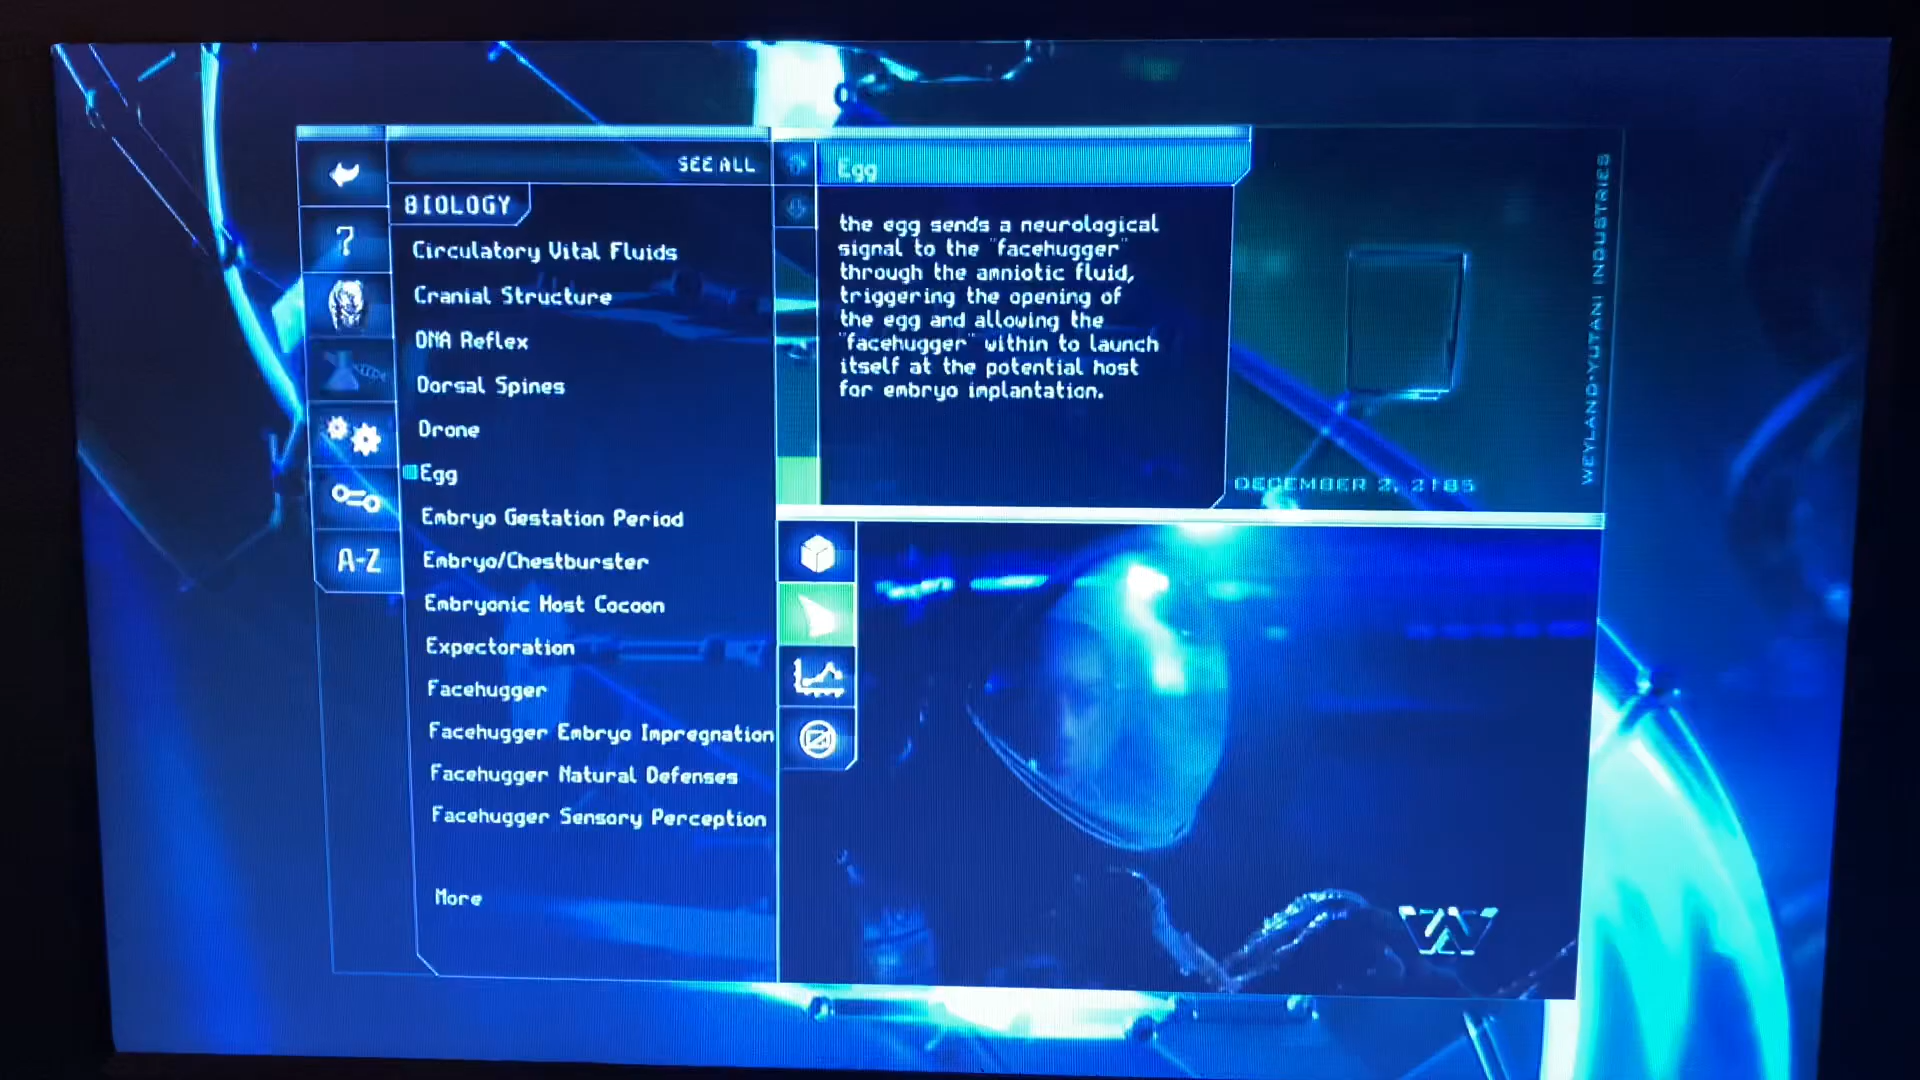 SEE ALL
BIOLOGY
Circulatory Vital Fluids
Cranial Structure
DNA Reflex
Dorsal Spines
Drone
Egg
Embryo Gestation Period
Embryo/Chestburster
Embryonic Host Cocoon
Expectoration
Facehugger
Facehugger Embryo Impregnation
Facehugger Natural Defenses
Facehugger Sensory Perception
More
?
A-Z
Egg
the egg sends a neurological
signal to the "facehugger"
through the amniotic fluid,
triggering the opening of
the egg and allowing the
"facehugger" within to launch
itself at the potential host
for embryo implantation.
DECEMBER 2, 2185
WEYLAND-YUTANI INDUSTRIES